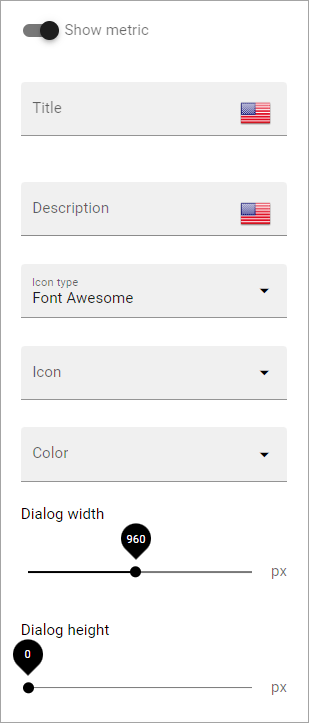 Show metric
Title
Description
Icon type
Font Awesome
Icon
Color
Dialog width
960
px
Dialog height
0
px